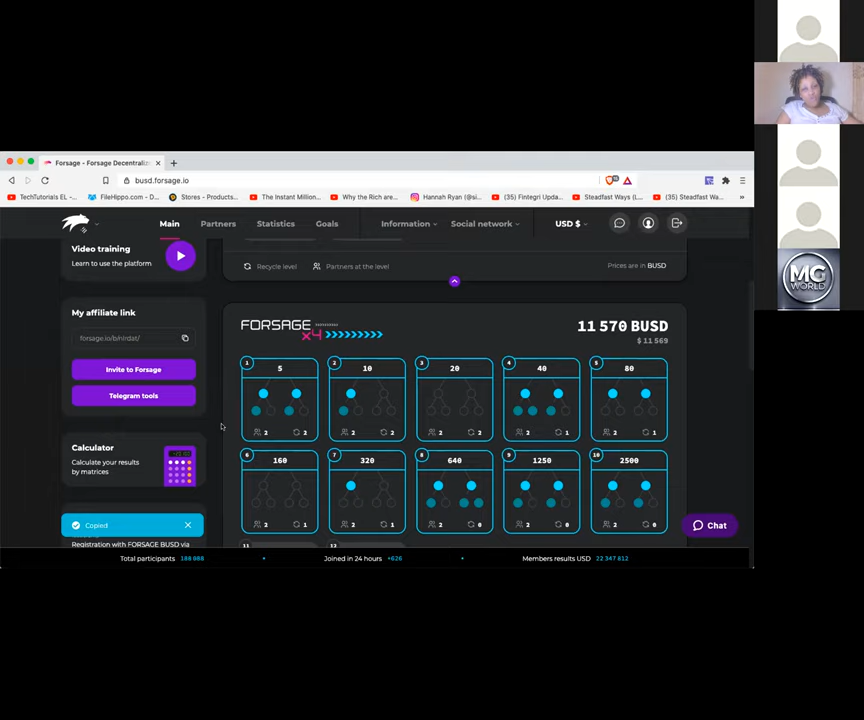 Forsage - Forsage Decentraliz
busd.forsage.io
TechTutorials EL -...
FileHippo.com - D...
Stores - Products...
The Instant Million...
Why the Rich are...
Hannah Ryan (@si...
(35) Fintegri Upda...
Steadfast Ways (L...
(35) Steadfast Wa...
Main
Partners
Statistics
Goals
Information
Social network
USD $
Video training
Learn to use the platform
Recycle level
Partners at the level
Prices are in BUSD
My affiliate link
Invite to Forsage
Telegram tools
Calculator
Calculate your results
by matrices
Copied
Registration with FORSAGE BUSD via
FORSAGE
x4
11 570 BUSD
$ 11 569
1 5
2 2
2 10
2 2
3 20
2 2
4 40
2 1
5 80
2 1
6 160
2 1
7 320
2 1
8 640
2 0
9 1250
2 0
10 2500
2 0
11
12
Chat
Total participants 188 888
Joined in 24 hours +626
Members results USD 22 347 812
MG
WORLD